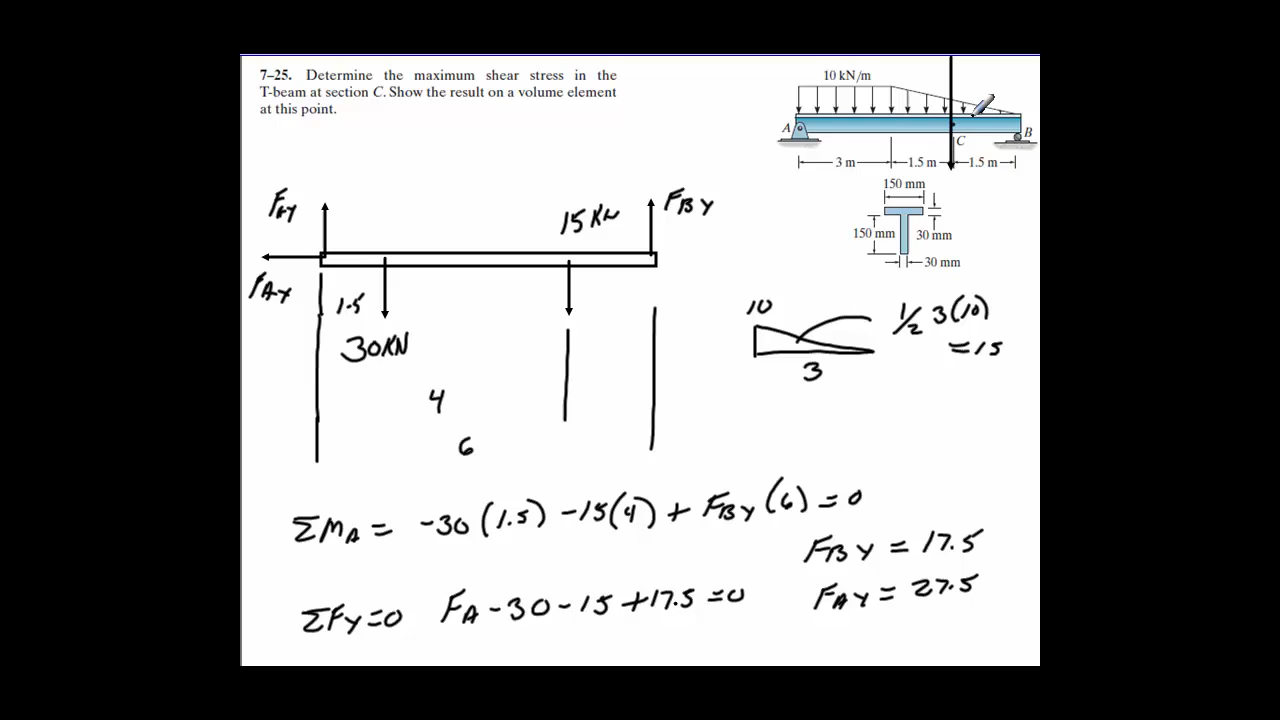 7–25. Determine the maximum shear stress in the
T-beam at section C. Show the result on a volume element
at this point.
10 kN/m
A
B
C
3 m
1.5 m
1.5 m
150 mm
150 mm
30 mm
30 mm
FAY
15 KN
FBY
FAX
1.5
30KN
4
6
10
3
1/2 3(10)
=15
ΣMA = -30 (1.5) -15(4) + FBY (6) = 0
FBY = 17.5
FAY = 27.5
ΣFY=0 FA -30 -15 +17.5 =0